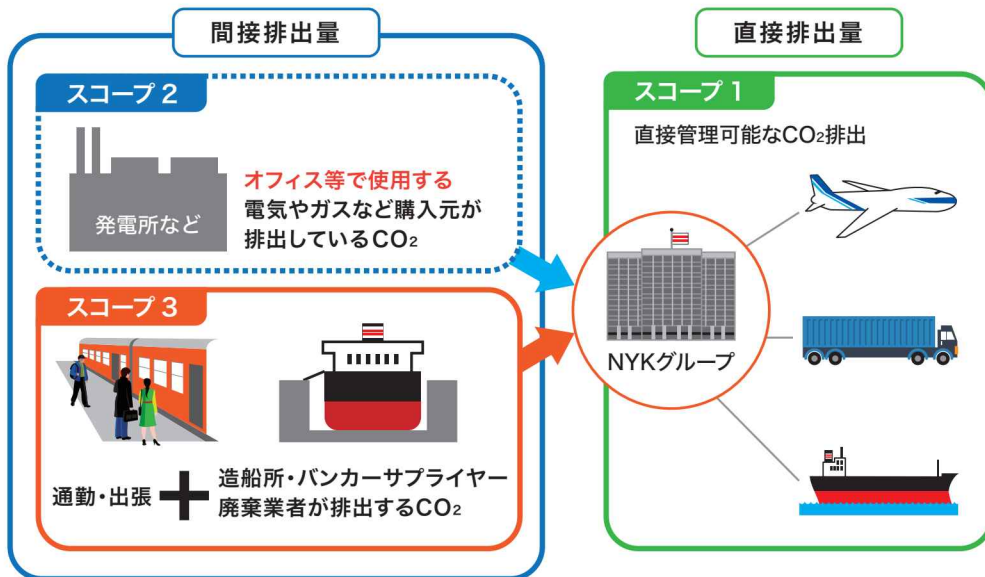 間接排出量
スコープ 2
発電所など
オフィス等で使用する
電気やガスなど購入元が
排出しているCO₂
スコープ 3
通勤・出張
造船所・バンカーサプライヤー
廃棄業者が排出するCO₂
直接排出量
スコープ 1
直接管理可能なCO₂排出
NYKグループ